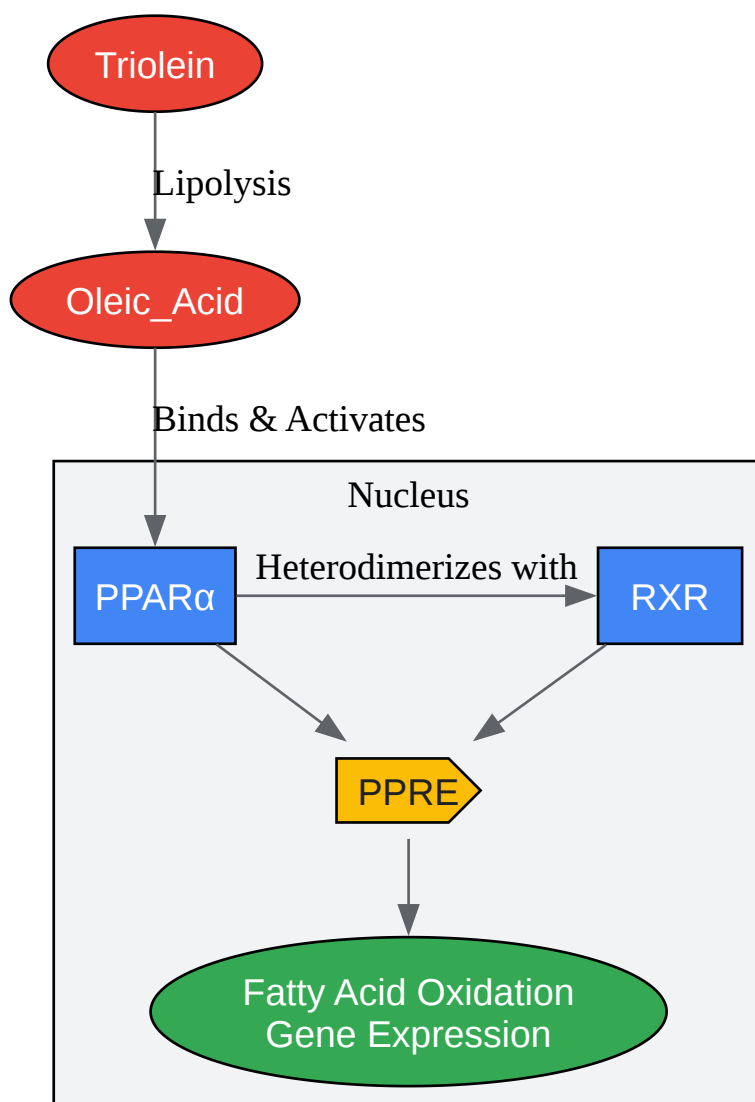 Triolein
Lipolysis
Oleic_Acid
Binds & Activates
Nucleus
Heterodimerizes with
PPARα
RXR
PPRE
Fatty Acid Oxidation
Gene Expression